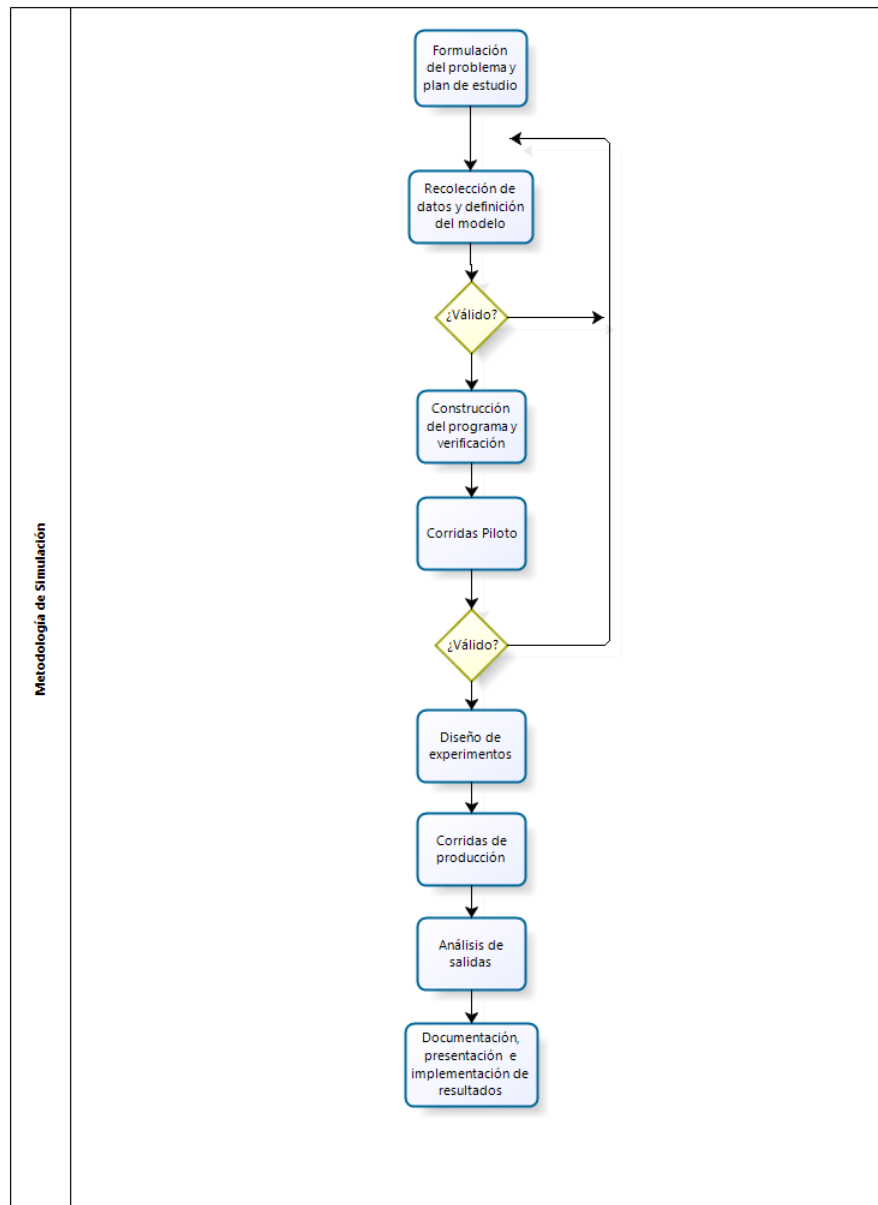 Metodología de Simulación
Formulación
del problema y
plan de estudio
Recolección de
datos y definición
del modelo
¿Válido?
Construcción
del programa y
verificación
Corridas Piloto
¿Válido?
Diseño de
experimentos
Corridas de
producción
Análisis de
salidas
Documentación,
presentación e
implementación de
resultados